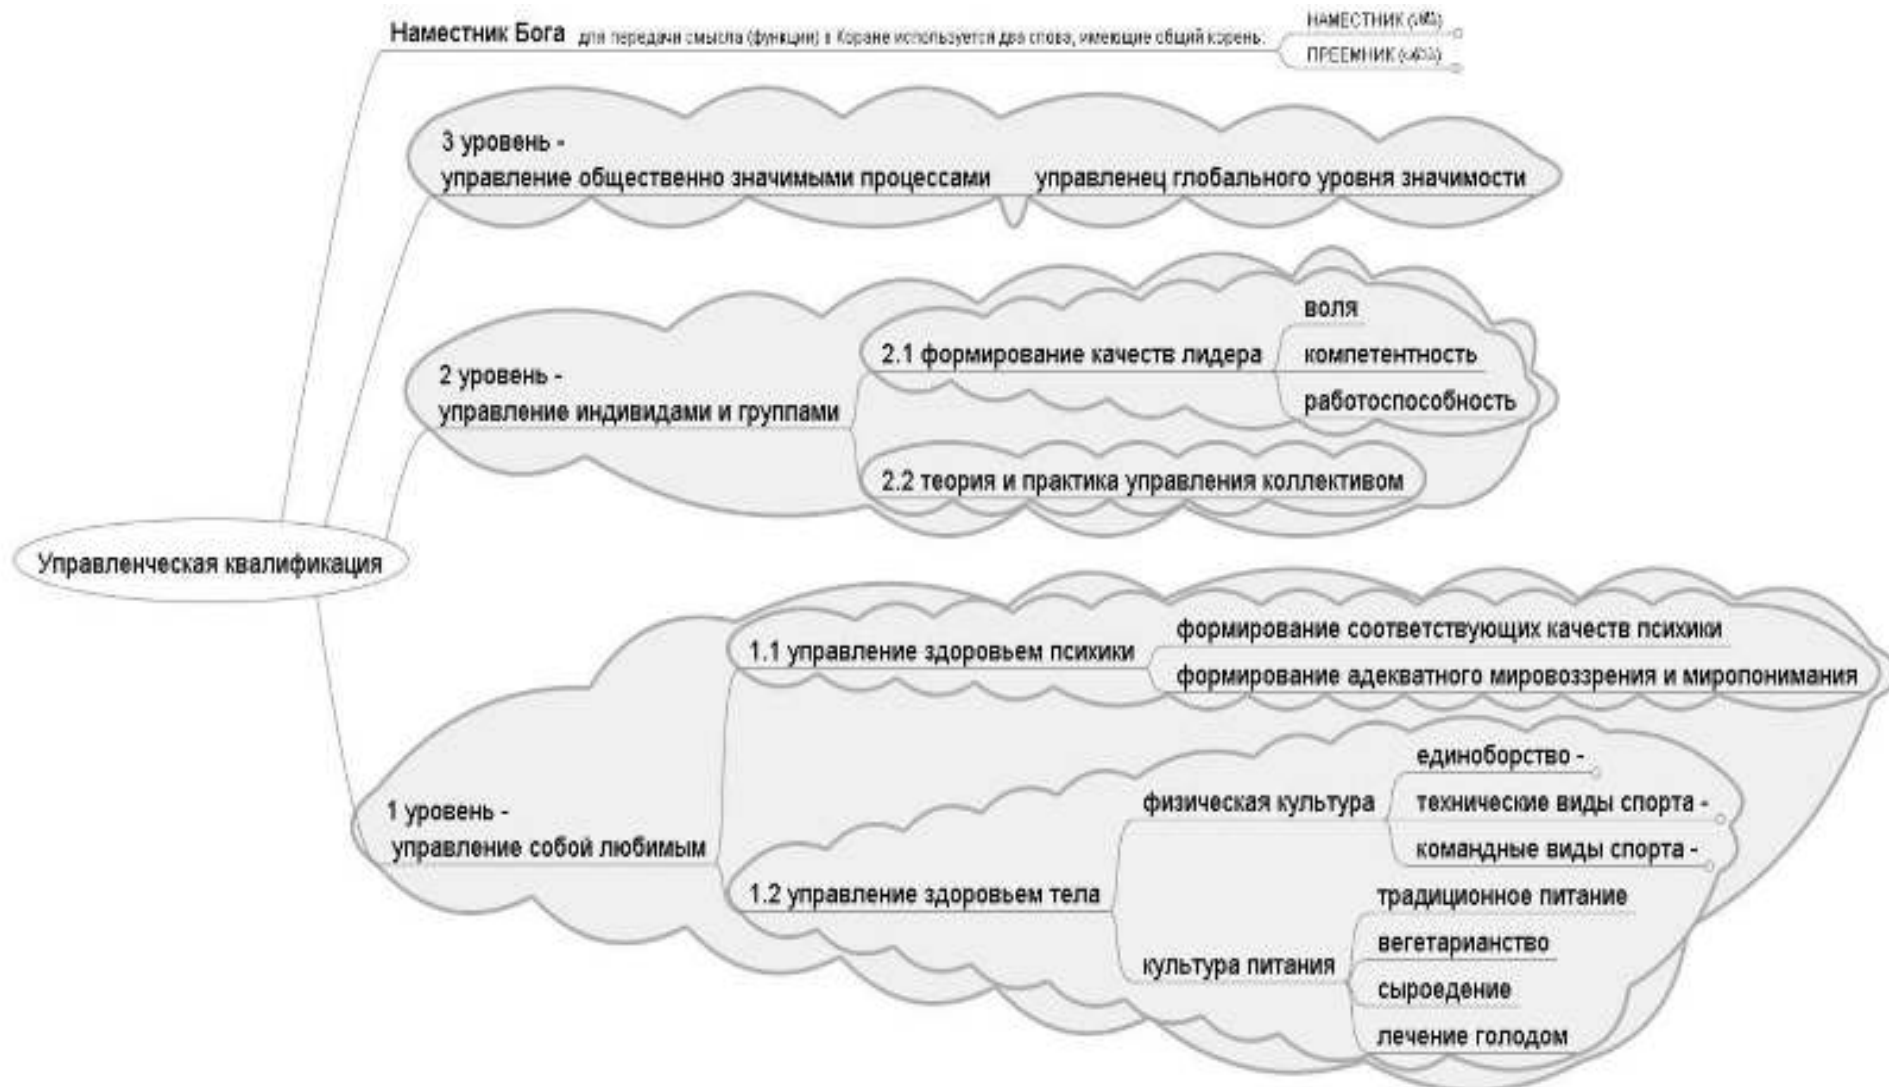 Наместник Бога для передачи смысла (функции) в Коране используется два слова, имеющие общий корень:
НАМЕСТНИК
ПРЕЕМНИК
3 уровень -
управление общественно значимыми процессами управленец глобального уровня значимости
2 уровень -
управление индивидами и группами
2.1 формирование качеств лидера
воля
компетентность
работоспособность
2.2 теория и практика управления коллективом
Управленческая квалификация
1 уровень -
управление собой любимым
1.1 управление здоровьем психики
формирование соответствующих качеств психики
формирование адекватного мировоззрения и миропонимания
1.2 управление здоровьем тела
физическая культура
единоборство -
технические виды спорта -
командные виды спорта -
культура питания
традиционное питание
вегетарианство
сыроедение
лечение голодом